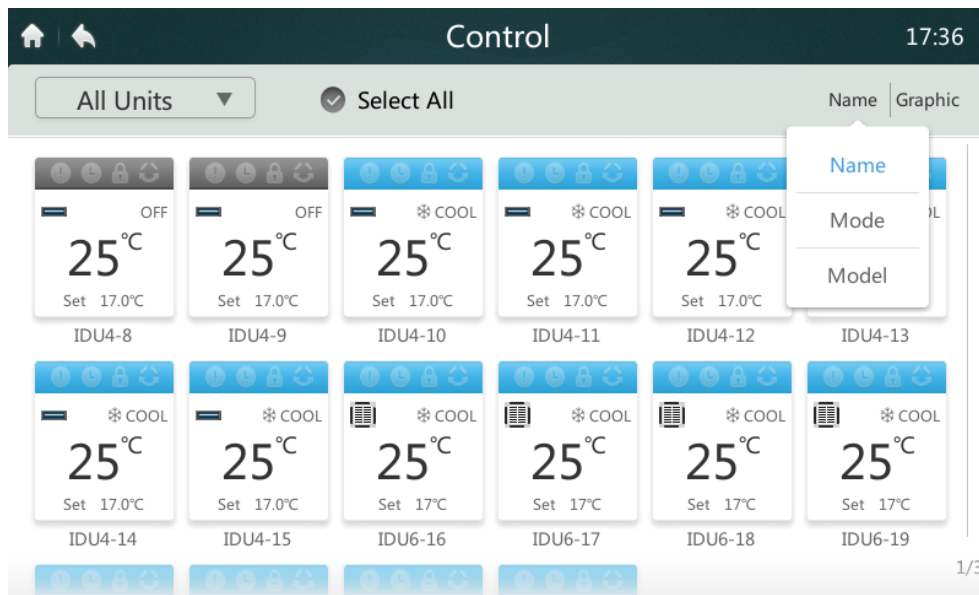 Control
17:36
All Units
Select All
Name Graphic
Name
Mode
Model
OFF OFF COOL COOL COOL
25℃ 25℃ 25℃ 25℃ 25℃
Set 17.0℃ Set 17.0℃ Set 17.0℃ Set 17.0℃ Set 17.0℃
IDU4-8 IDU4-9 IDU4-10 IDU4-11 IDU4-12 IDU4-13
COOL COOL COOL COOL COOL COOL
25℃ 25℃ 25℃ 25℃ 25℃ 25℃
Set 17.0℃ Set 17.0℃ Set 17℃ Set 17℃ Set 17℃ Set 17℃
IDU4-14 IDU4-15 IDU6-16 IDU6-17 IDU6-18 IDU6-19
1/3